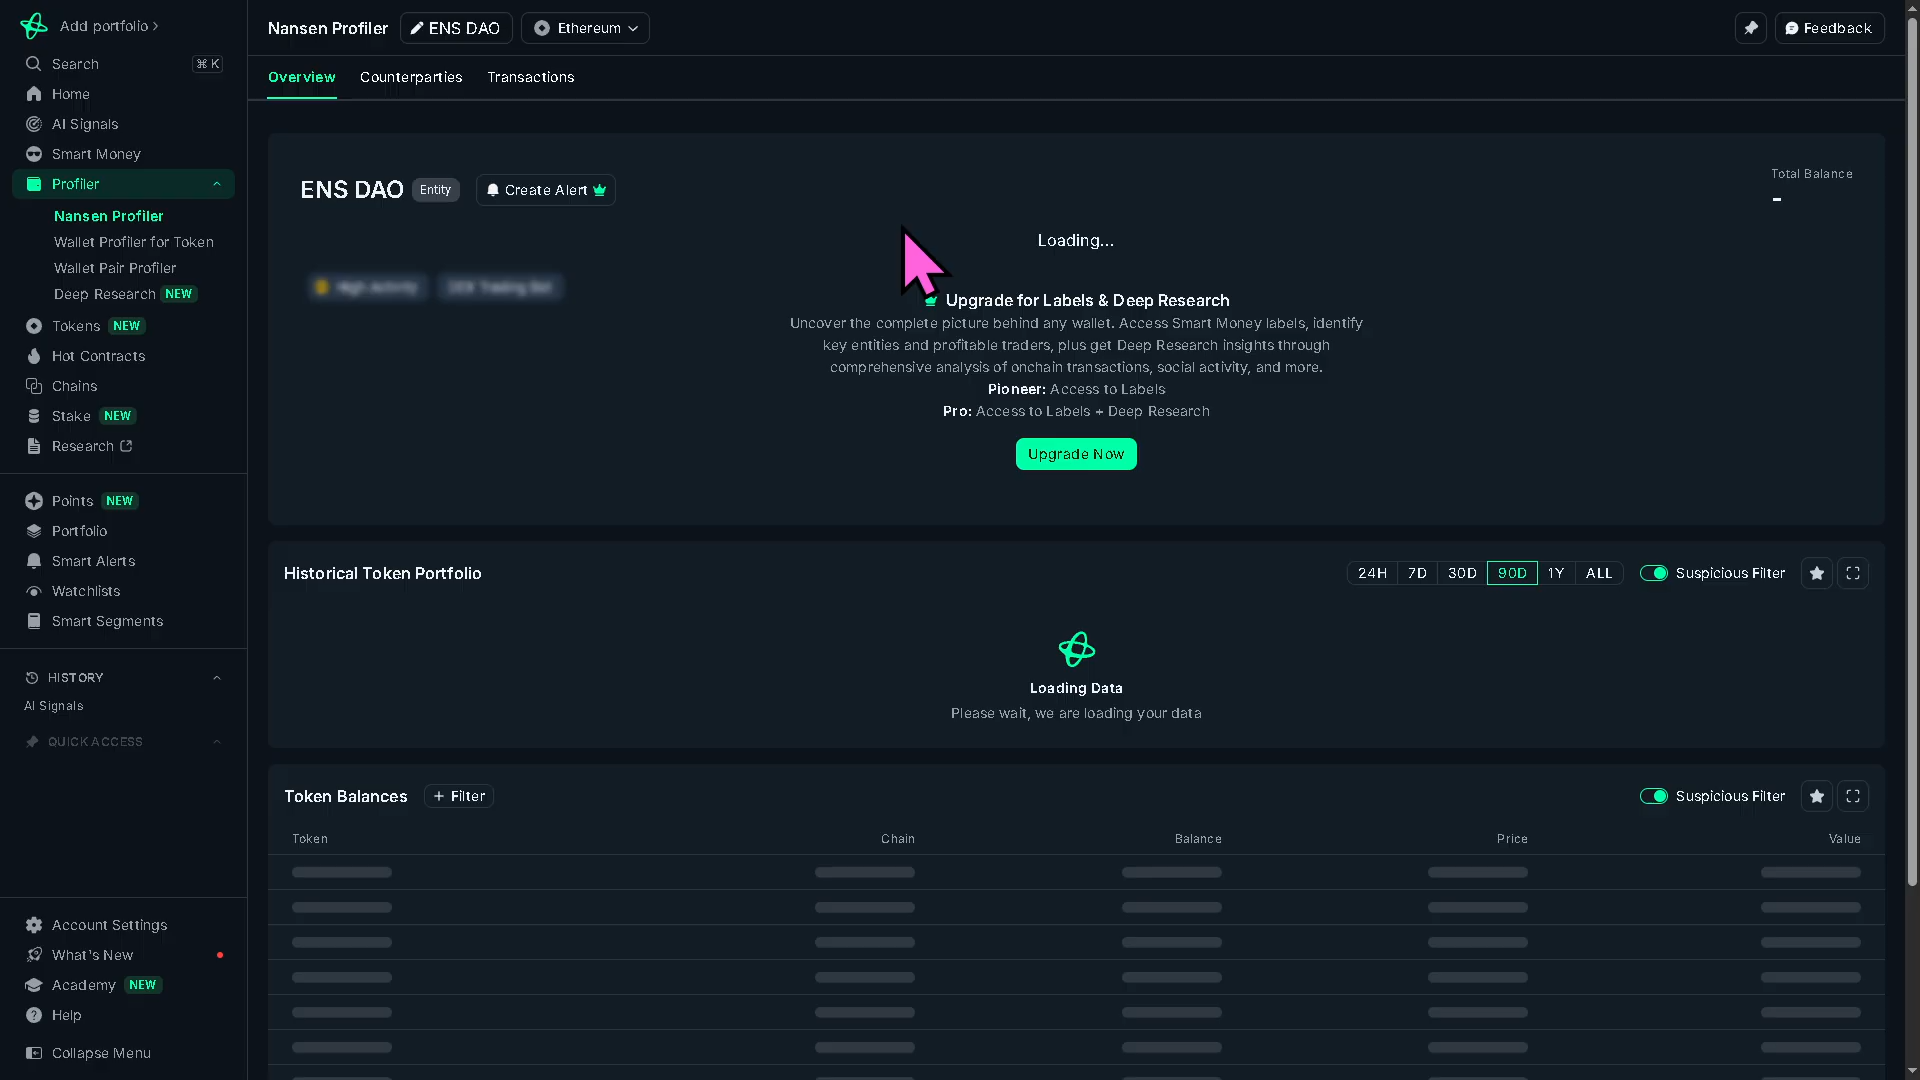 Add portfolio
Search ⌘ K
Home
AI Signals
Smart Money
Profiler
Nansen Profiler
Wallet Profiler for Token
Wallet Pair Profiler
Deep Research NEW
Tokens NEW
Hot Contracts
Chains
Stake NEW
Research
Points NEW
Portfolio
Smart Alerts
Watchlists
Smart Segments
HISTORY
AI Signals
QUICK ACCESS
Account Settings
What's New
Academy NEW
Help
Collapse Menu
Nansen Profiler ENS DAO Ethereum Feedback
Overview Counterparties Transactions
ENS DAO Entity Create Alert
Total Balance
-
Loading...
High Activity
Upgrade for Labels & Deep Research
Uncover the complete picture behind any wallet. Access Smart Money labels, identify
key entities and profitable traders, plus get Deep Research insights through
comprehensive analysis of onchain transactions, social activity, and more.
Pioneer: Access to Labels
Pro: Access to Labels + Deep Research
Upgrade Now
Historical Token Portfolio 24H 7D 30D 90D 1Y ALL Suspicious Filter
Loading Data
Please wait, we are loading your data
Token Balances + Filter Suspicious Filter
Token Chain Balance Price Value